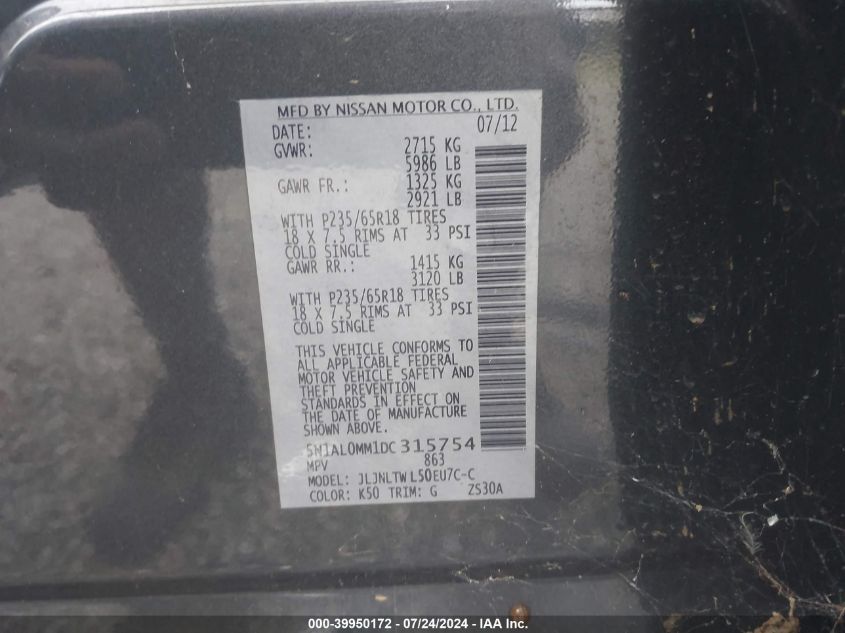 MFD BY NISSAN MOTOR CO., LTD.
DATE: 07/12
GVWR: 2715 KG
5986 LB
GAWR FR.: 1325 KG
2921 LB
WITH P235/65R18 TIRES
18 X 7.5 RIMS AT 33 PSI
COLD SINGLE
GAWR RR.: 1415 KG
3120 LB
WITH P235/65R18 TIRES
18 X 7.5 RIMS AT 33 PSI
COLD SINGLE
THIS VEHICLE CONFORMS TO
ALL APPLICABLE FEDERAL
MOTOR VEHICLE SAFETY AND
THEFT PREVENTION
STANDARDS IN EFFECT ON
THE DATE OF MANUFACTURE
SHOWN ABOVE.
5N1AL0MM1DC315754
MPV 863
MODEL: JLJNLTWL50EU7C-C
COLOR: K50 TRIM: G ZS30A
000-39950172 - 07/24/2024 - IAA Inc.